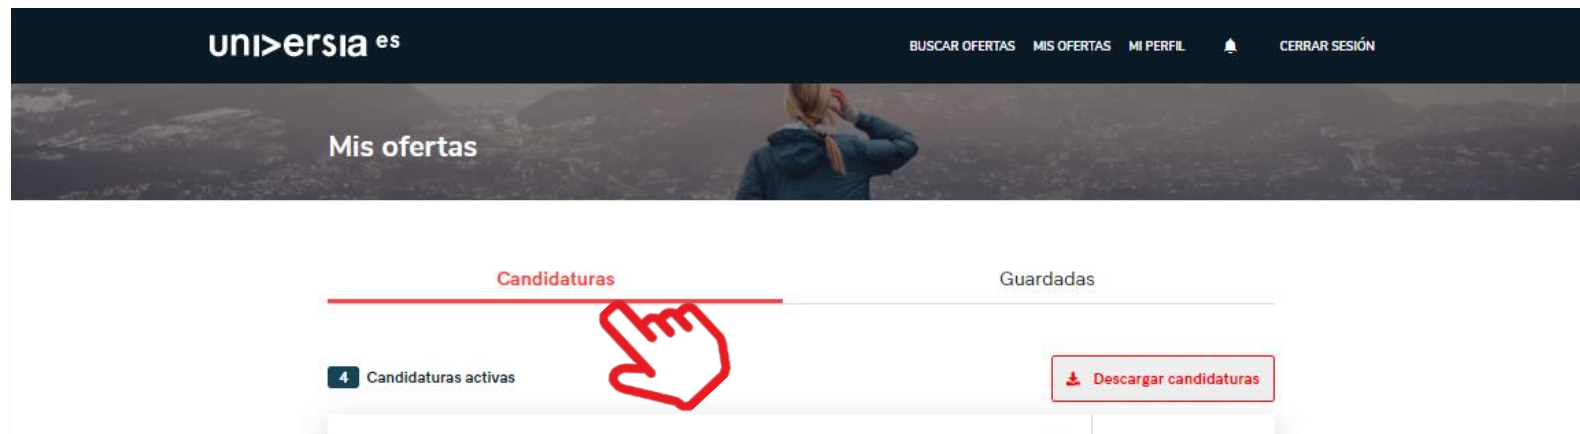 universia es
BUSCAR OFERTAS MIS OFERTAS MI PERFIL CERRAR SESIÓN
Mis ofertas
Candidaturas Guardadas
4 Candidaturas activas Descargar candidaturas